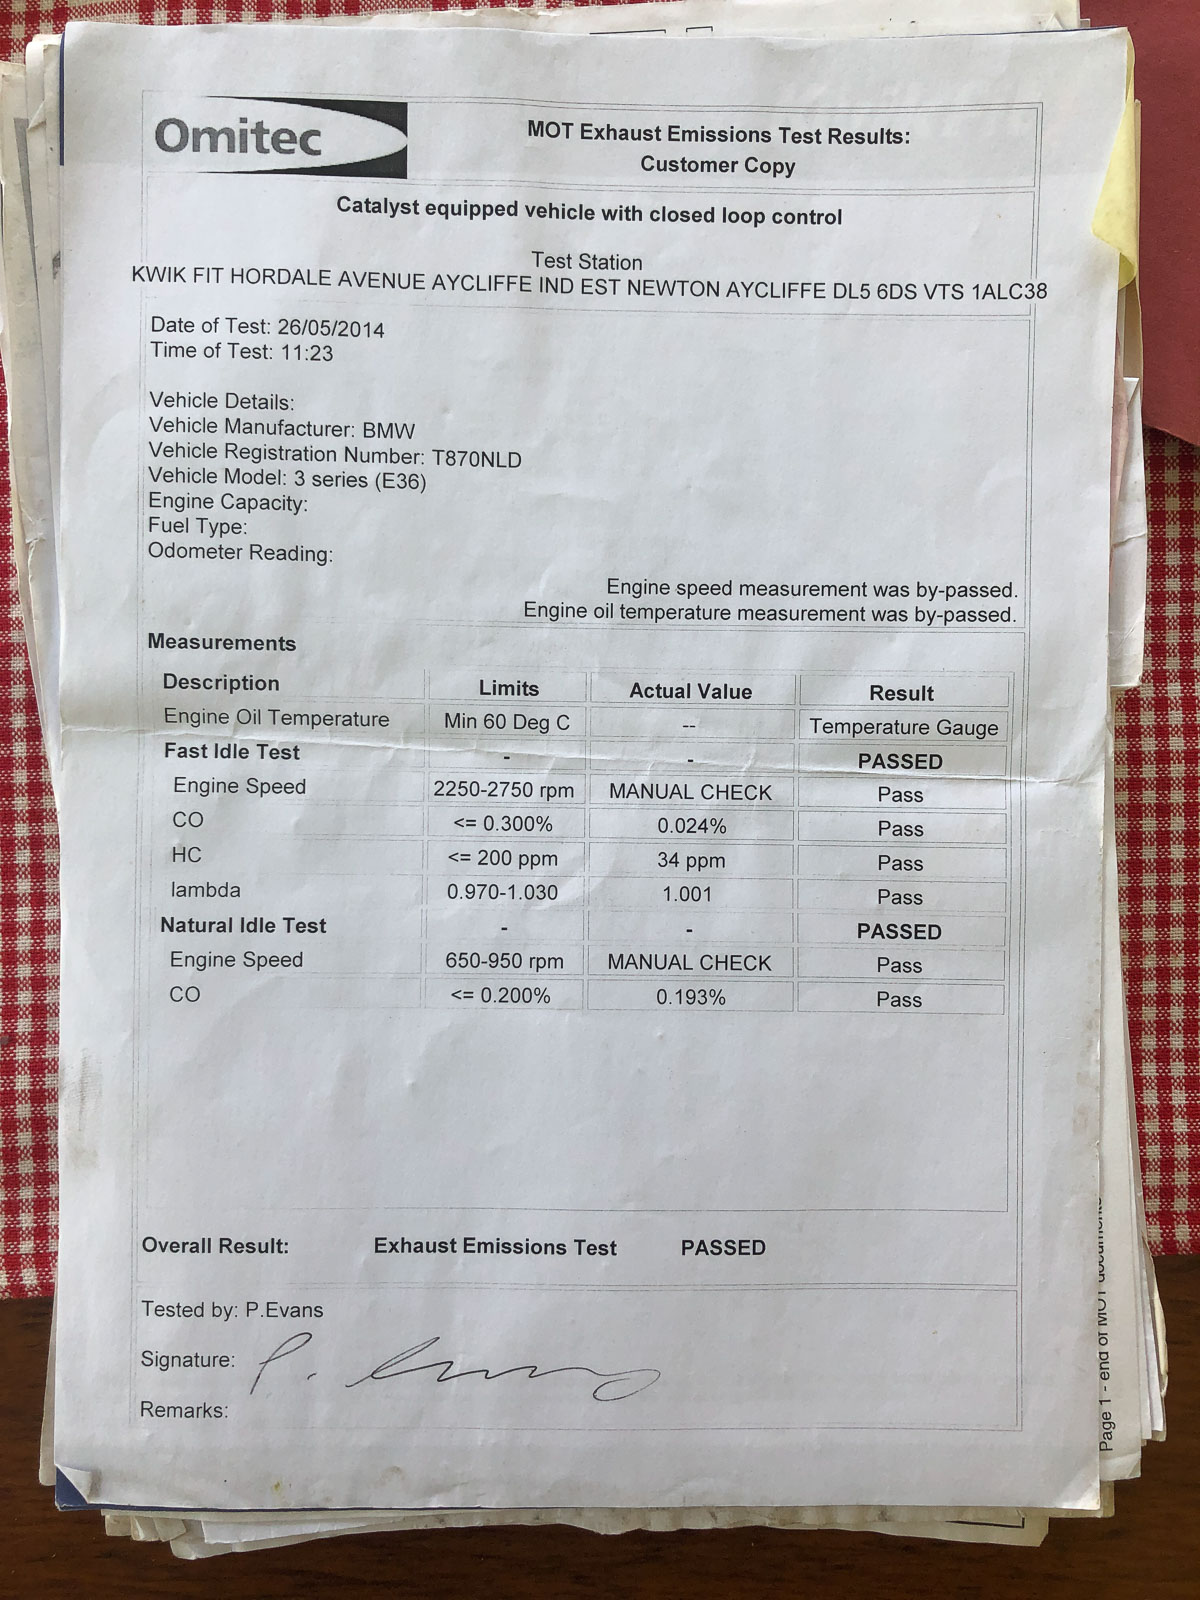 Omitec
MOT Exhaust Emissions Test Results:
Customer Copy
Catalyst equipped vehicle with closed loop control
Test Station
KWIK FIT HORDALE AVENUE AYCLIFFE IND EST NEWTON AYCLIFFE DL5 6DS VTS 1ALC38
Date of Test: 26/05/2014
Time of Test: 11:23
Vehicle Details:
Vehicle Manufacturer: BMW
Vehicle Registration Number: T870NLD
Vehicle Model: 3 series (E36)
Engine Capacity:
Fuel Type:
Odometer Reading:
Engine speed measurement was by-passed.
Engine oil temperature measurement was by-passed.
Measurements
Description Limits Actual Value Result
Engine Oil Temperature Min 60 Deg C -- Temperature Gauge
Fast Idle Test - - PASSED
Engine Speed 2250-2750 rpm MANUAL CHECK Pass
CO <= 0.300% 0.024% Pass
HC <= 200 ppm 34 ppm Pass
lambda 0.970-1.030 1.001 Pass
Natural Idle Test - - PASSED
Engine Speed 650-950 rpm MANUAL CHECK Pass
CO <= 0.200% 0.193% Pass
Overall Result: Exhaust Emissions Test PASSED
Tested by: P.Evans
Signature: P. Evans
Remarks:
Page 1 - end of MOT documents